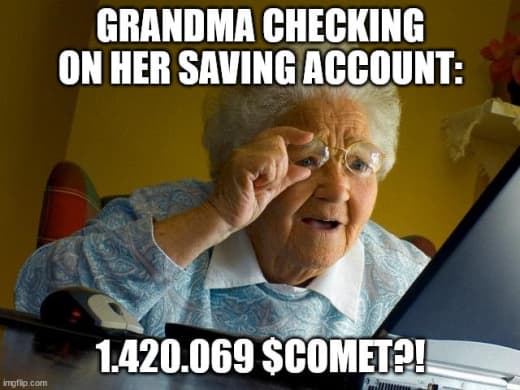 GRANDMA CHECKING
ON HER SAVING ACCOUNT:
1.420.069 $COMET?!
imgflip.com